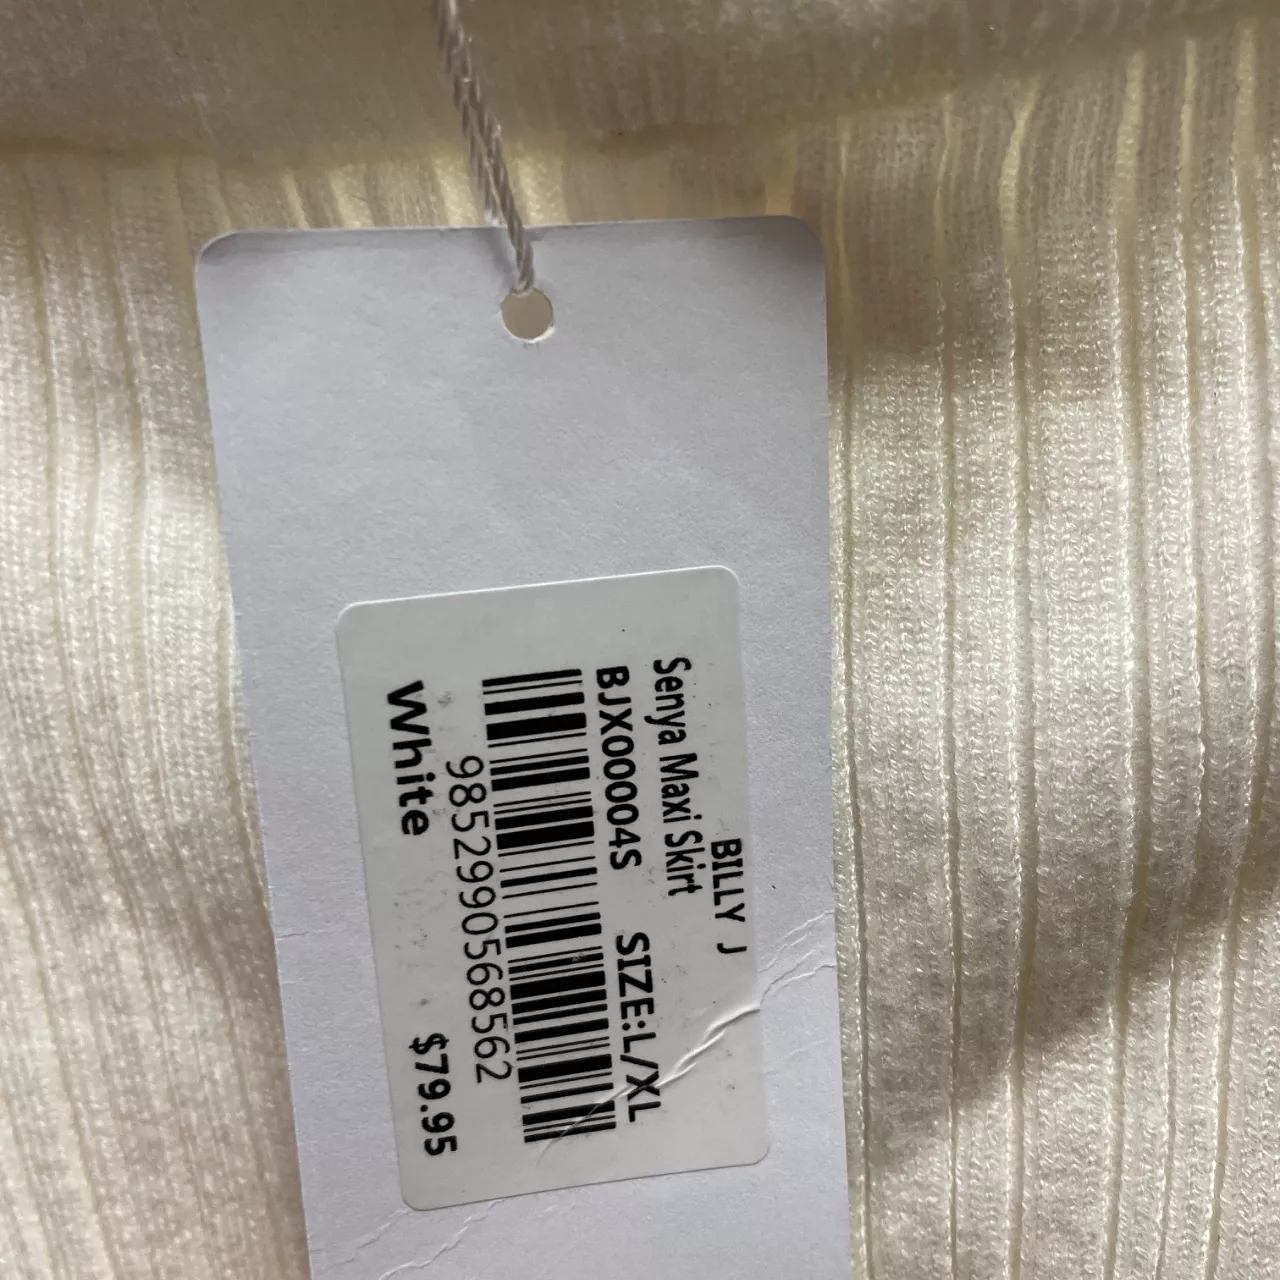 BILLY J
Senya Maxi Skirt
BJX00004S SIZE:L/XL
9852990568562
White $79.95